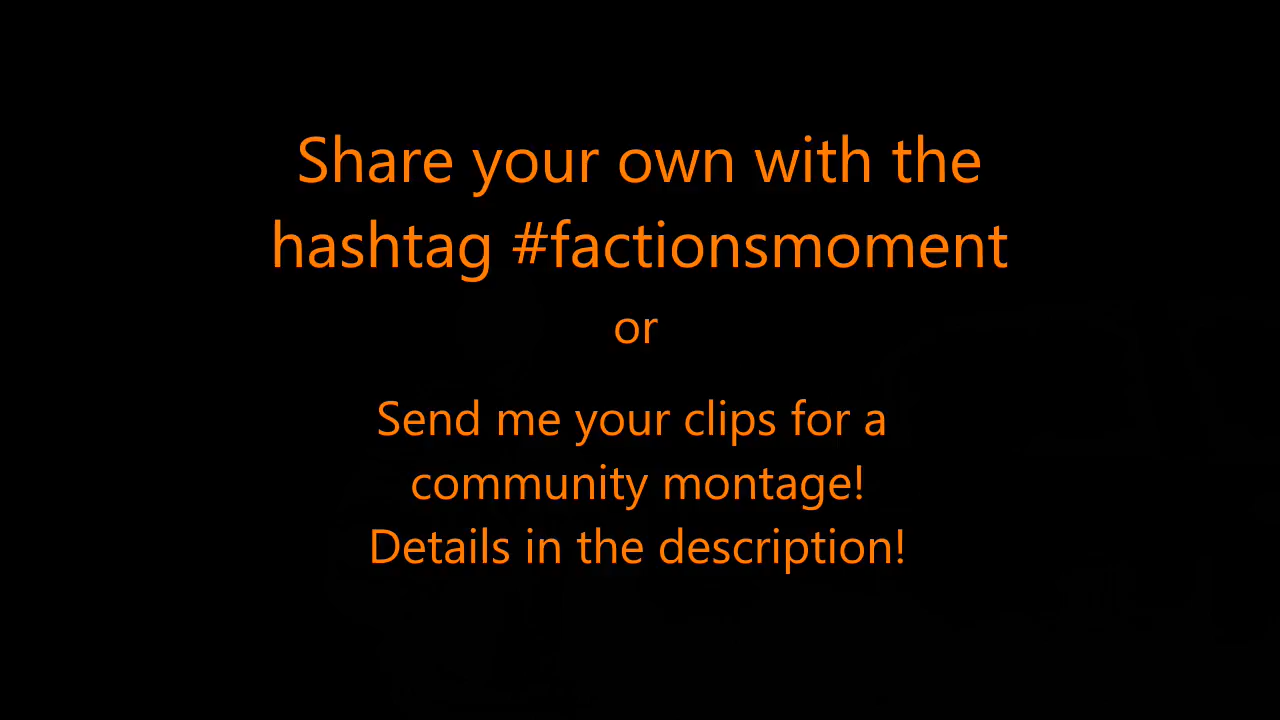 Share your own with the
hashtag #factionsmoment
or
Send me your clips for a
community montage!
Details in the description!